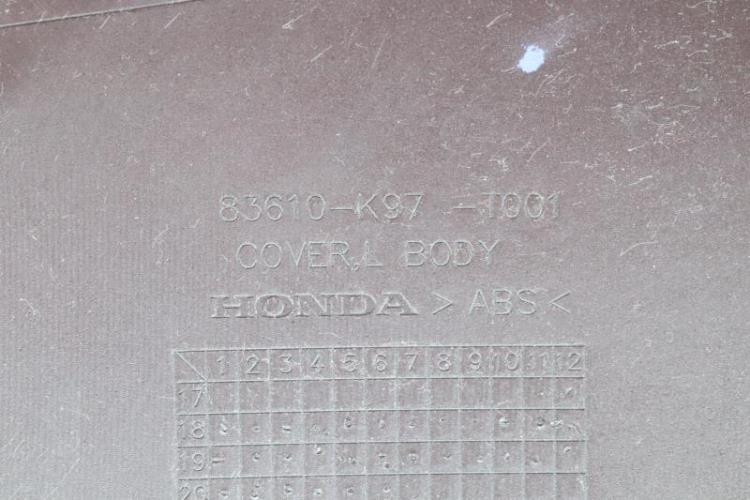 83610-K97 -T001
COVER,L BODY
HONDA >ABS<
1 2 3 4 5 6 7 8 9 10 11 12
17
18
19
20